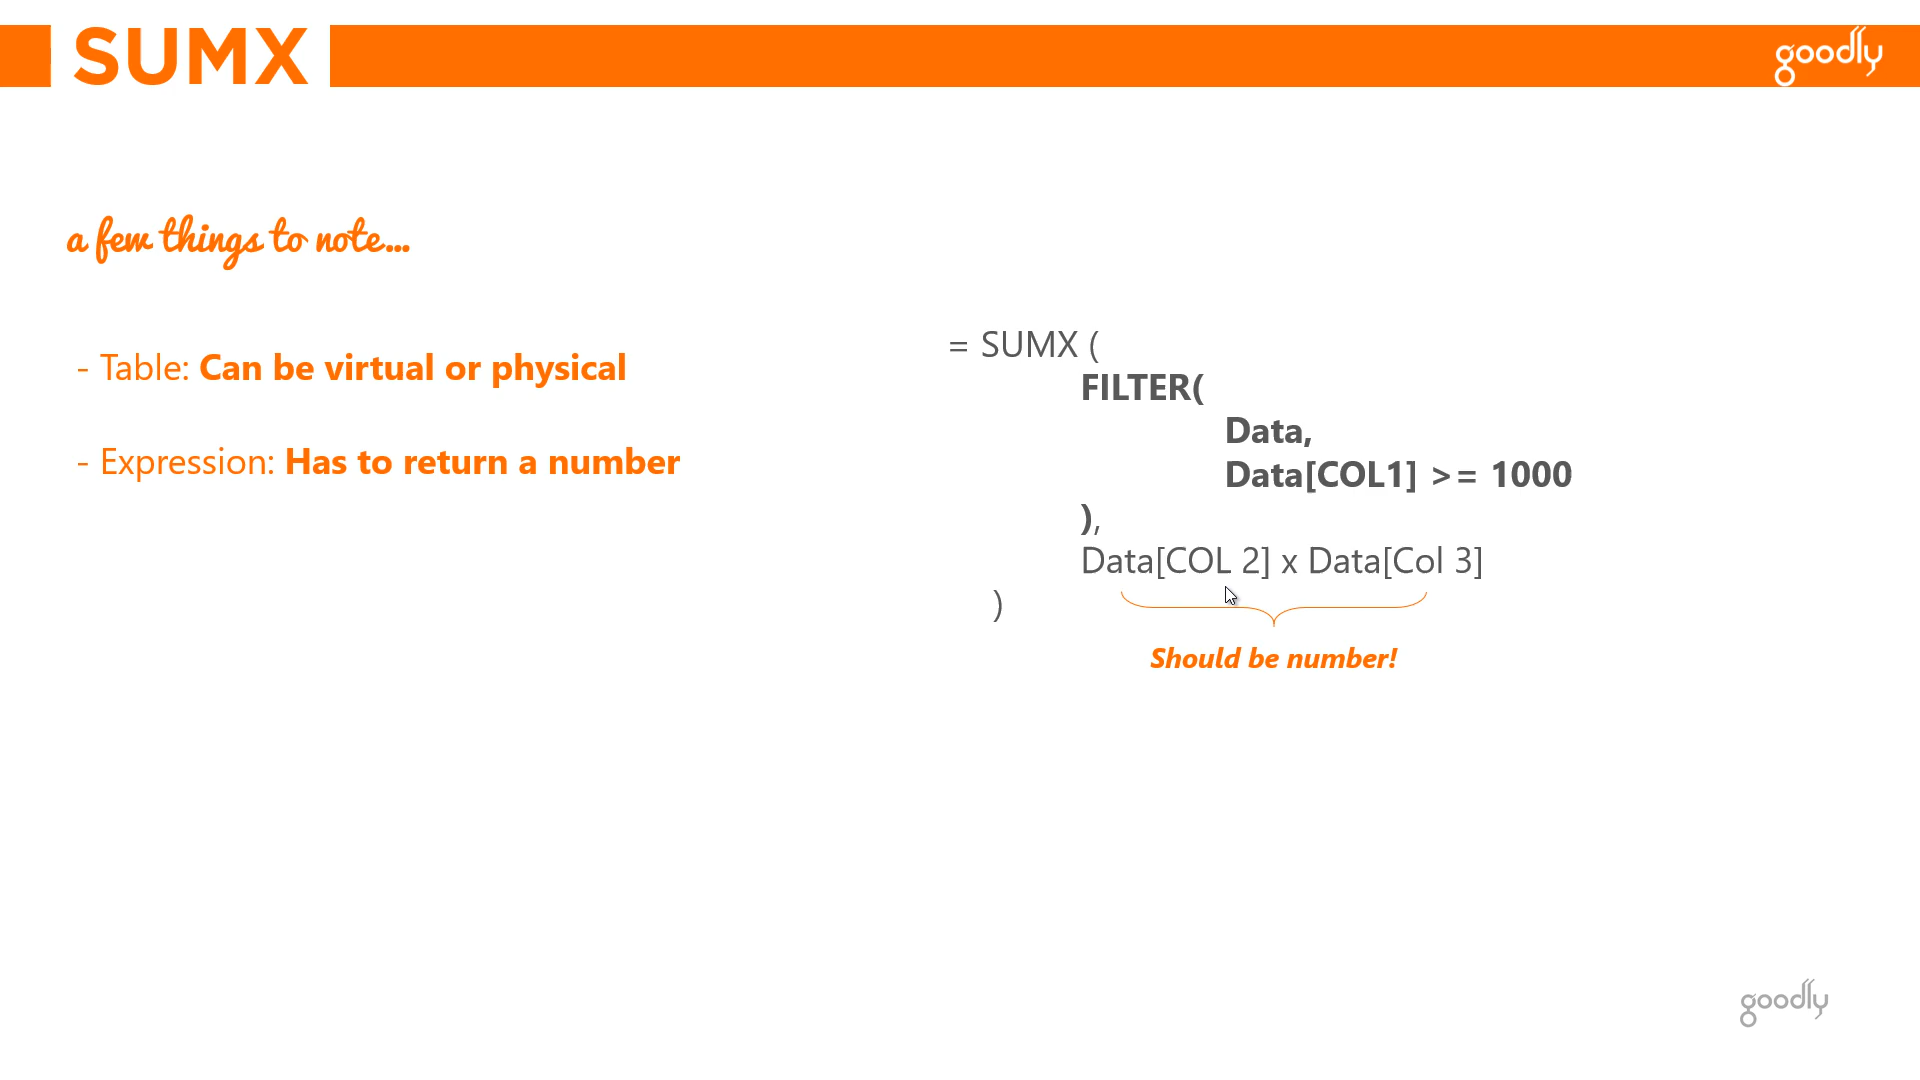 SUMX
goodly
a few things to note...
- Table: Can be virtual or physical
- Expression: Has to return a number
= SUMX (
FILTER(
Data,
Data[COL1] >= 1000
),
Data[COL 2] x Data[Col 3]
)
Should be number!
goodly